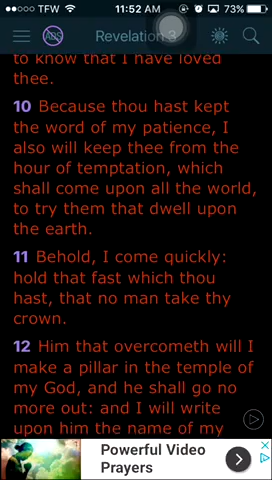 TFW 11:52 AM 73%
ABS Revelation 3
to know that I have loved
thee.
10 Because thou hast kept
the word of my patience, I
also will keep thee from the
hour of temptation, which
shall come upon all the world,
to try them that dwell upon
the earth.
11 Behold, I come quickly:
hold that fast which thou
hast, that no man take thy
crown.
12 Him that overcometh will I
make a pillar in the temple of
my God, and he shall go no
more out: and I will write
upon him the name of my
Powerful Video
Prayers